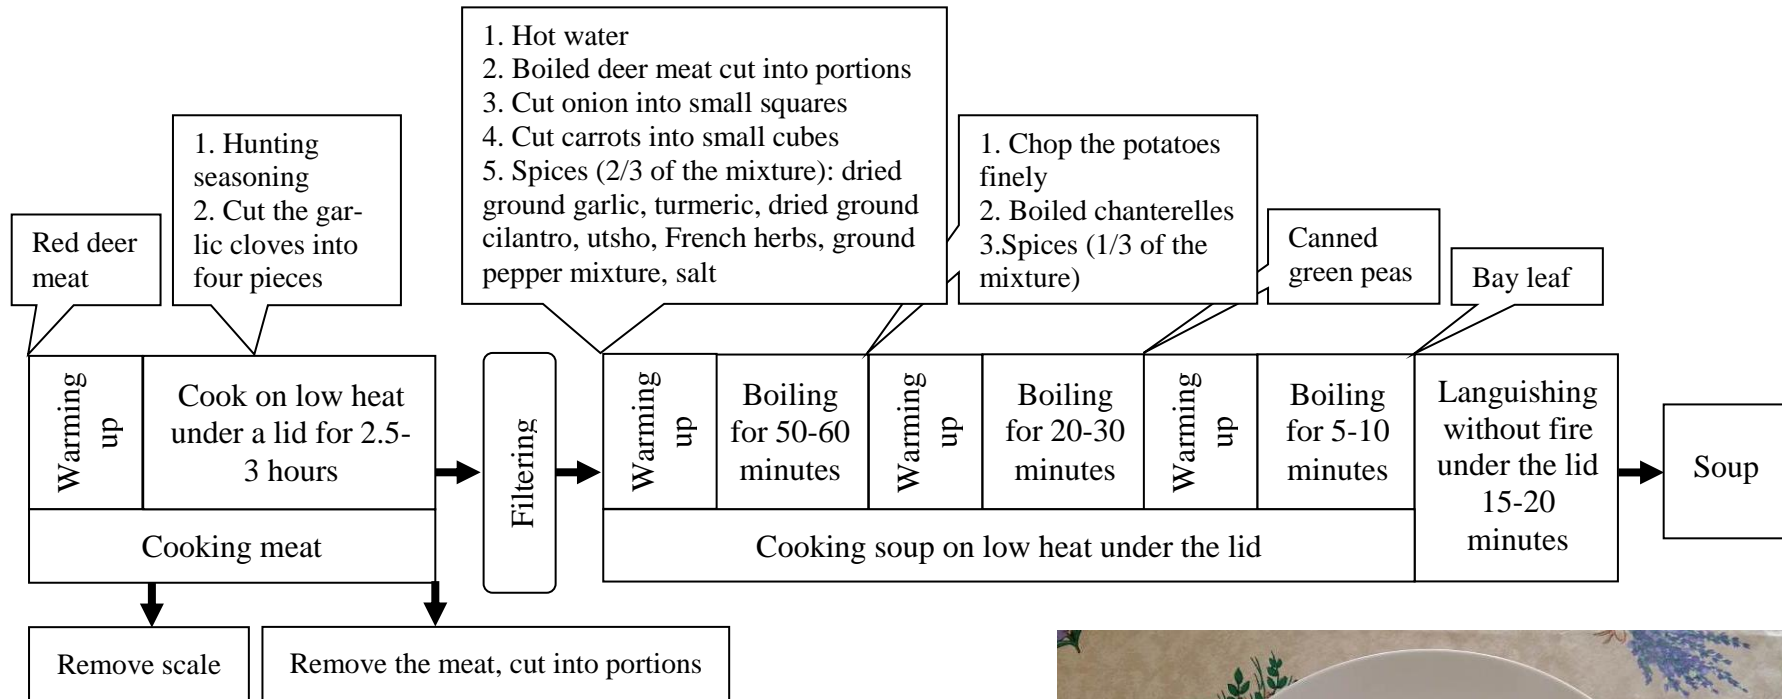 Red deer
meat
1. Hunting
seasoning
2. Cut the gar-
lic cloves into
four pieces
1. Hot water
2. Boiled deer meat cut into portions
3. Cut onion into small squares
4. Cut carrots into small cubes
5. Spices (2/3 of the mixture): dried
ground garlic, turmeric, dried ground
cilantro, utsho, French herbs, ground
pepper mixture, salt
1. Chop the potatoes
finely
2. Boiled chanterelles
3.Spices (1/3 of the
mixture)
Canned
green peas
Bay leaf
Warming
up
Cook on low heat
under a lid for 2.5-
3 hours
Cooking meat
Remove scale
Remove the meat, cut into portions
Filtering
Warming
up
Boiling
for 50-60
minutes
Warming
up
Boiling
for 20-30
minutes
Warming
up
Boiling
for 5-10
minutes
Cooking soup on low heat under the lid
Languishing
without fire
under the lid
15-20
minutes
Soup